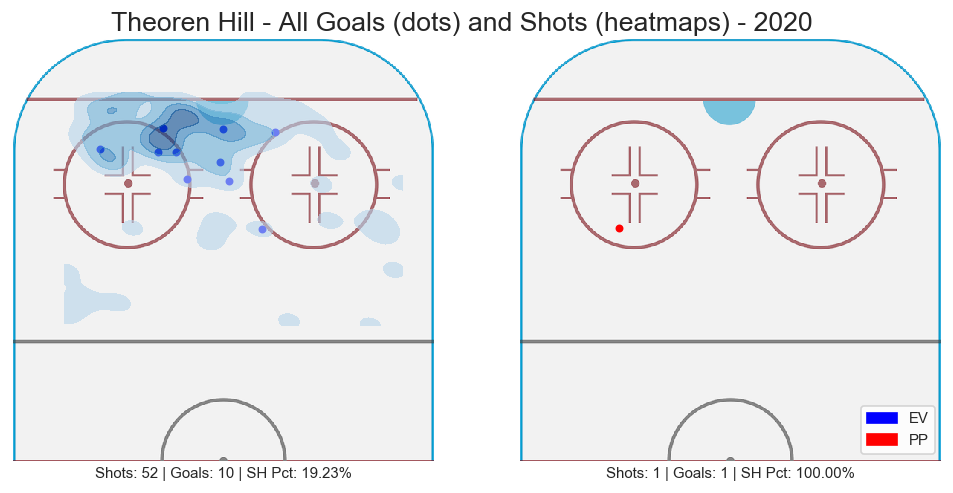 Theoren Hill - All Goals (dots) and Shots (heatmaps) - 2020
EV
PP
Shots: 52 | Goals: 10 | SH Pct: 19.23%
Shots: 1 | Goals: 1 | SH Pct: 100.00%